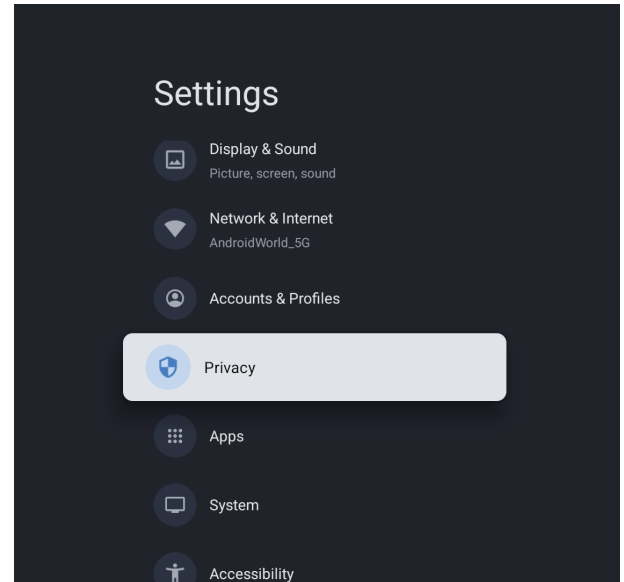 Settings
Display & Sound
Picture, screen, sound
Network & Internet
AndroidWorld_5G
Accounts & Profiles
Privacy
Apps
System
Accessibility